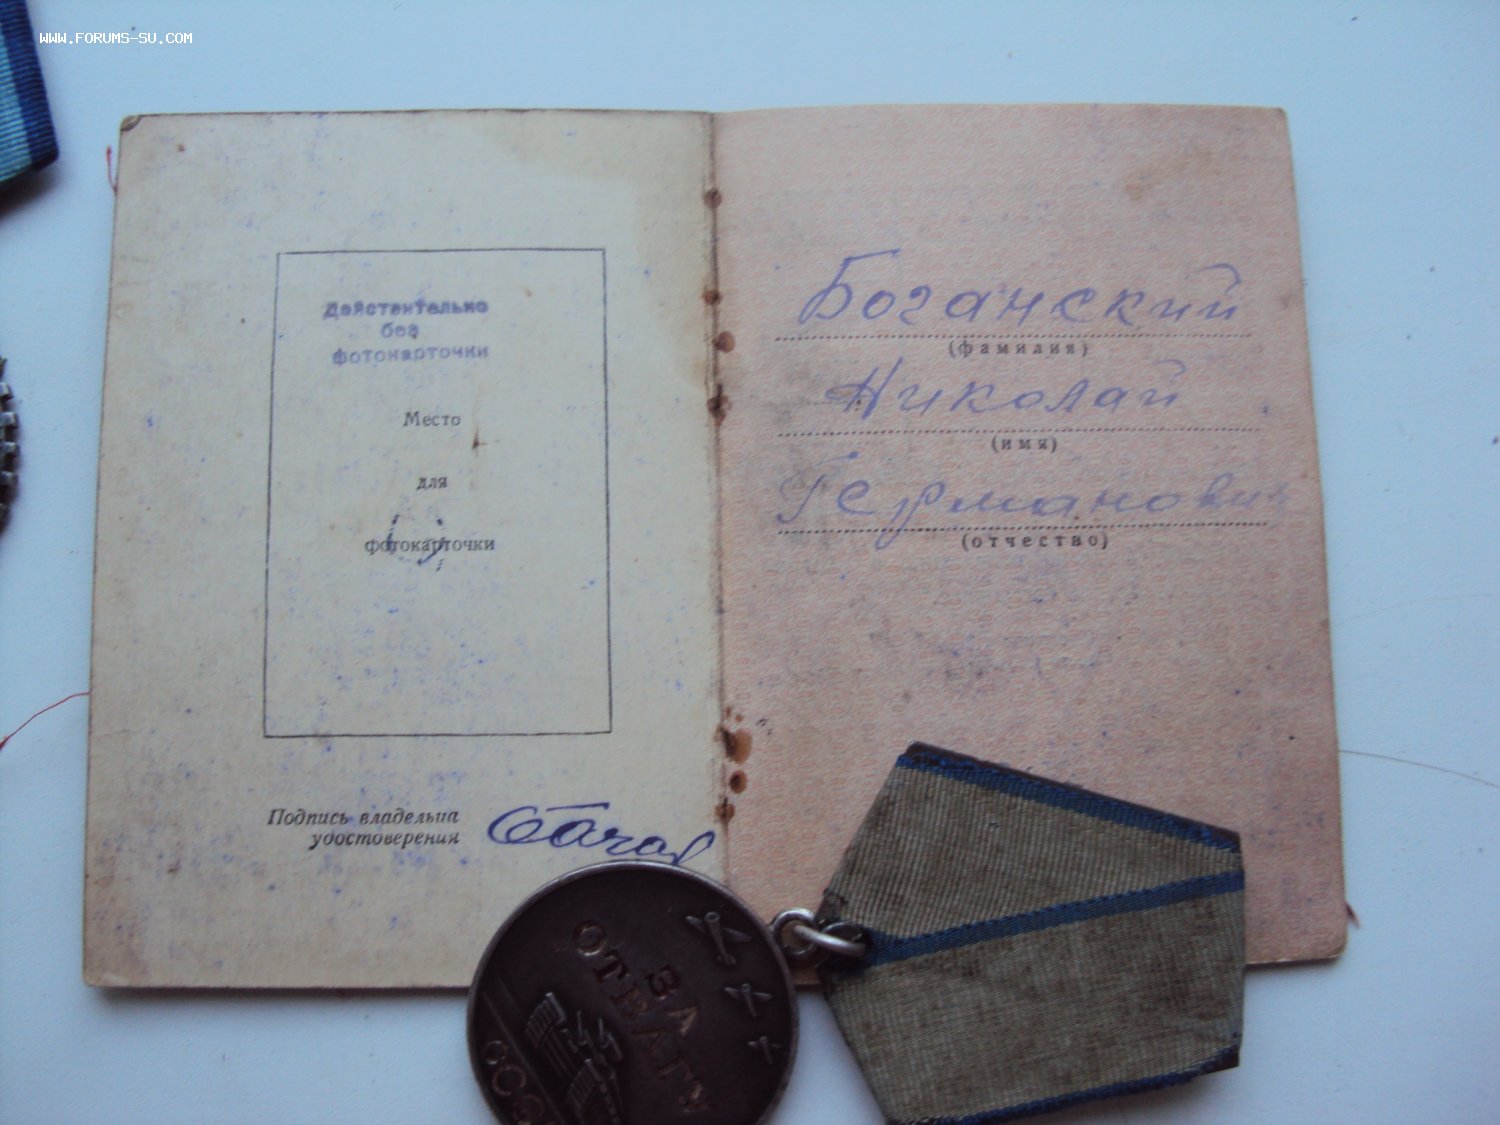 WWW.FORUMS-SU.COM
Действительно
без
фотокарточки
Место
для
фотокарточки
Подпись владельца
удостоверения
Боганский
(фамилия)
Николай
(имя)
Германович
(отчество)
ЗА
ОТВАГУ